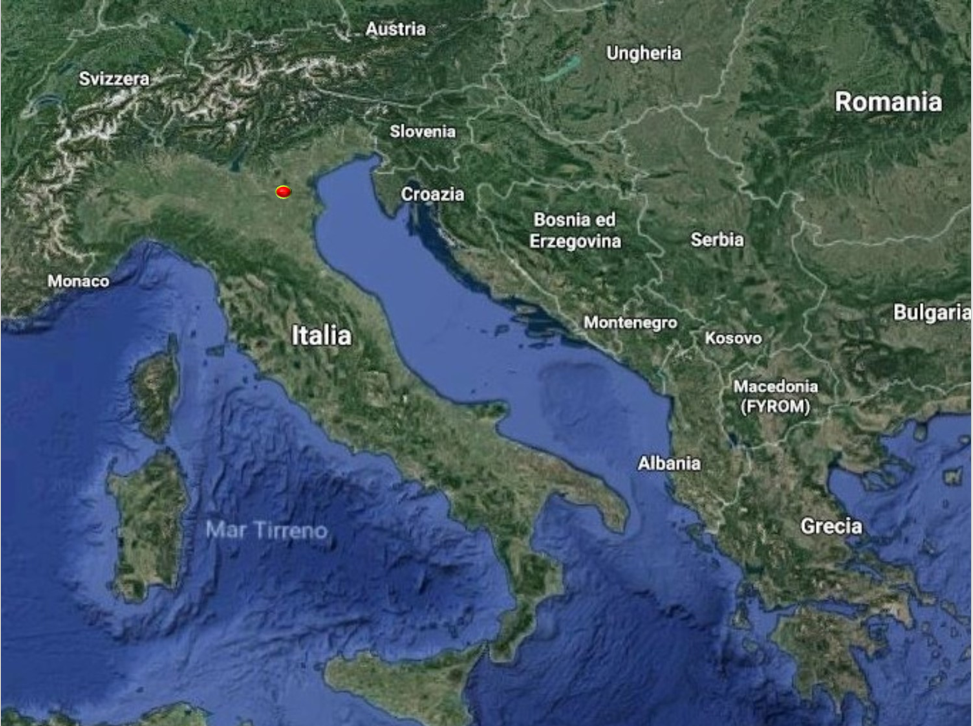 Austria
Ungheria
Svizzera
Romania
Slovenia
Croazia
Bosnia ed
Erzegovina
Serbia
Monaco
Bulgaria
Montenegro
Italia
Kosovo
Macedonia
(FYROM)
Albania
Mar Tirreno
Grecia